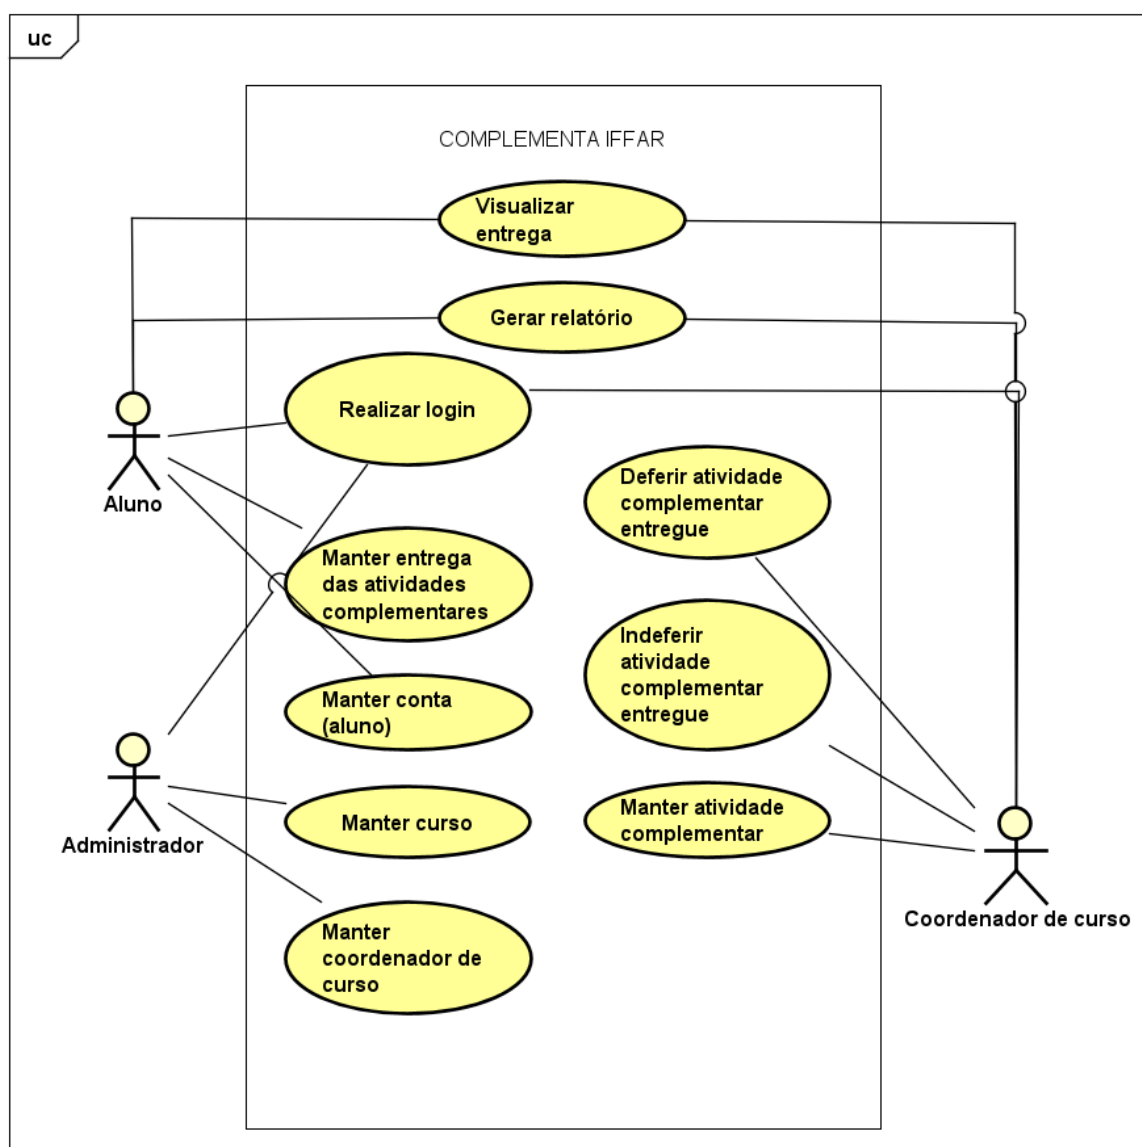 uc
COMPLEMENTA IFFAR
Visualizar
entrega
Gerar relatório
Realizar login
Aluno
Deferir atividade
complementar
entregue
Manter entrega
das atividades
complementares
Indeferir
atividade
complementar
entregue
Manter conta
(aluno)
Administrador
Manter curso
Manter atividade
complementar
Coordenador de curso
Manter
coordenador de
curso